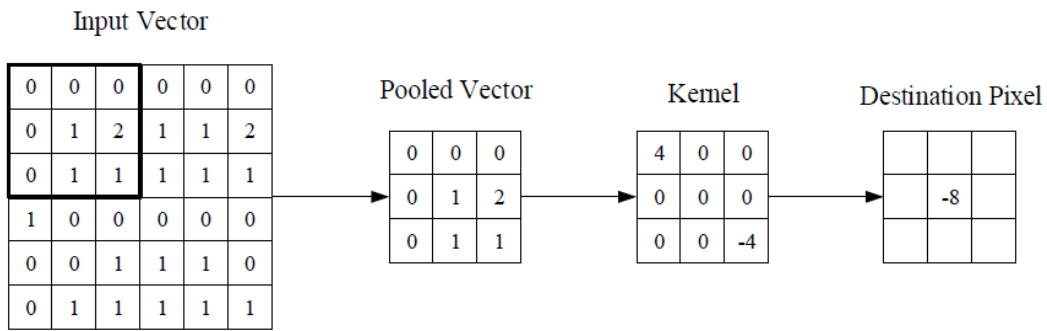 Input Vector
Pooled Vector
Kernel
Destination Pixel
0 0 0 0 0 0
0 1 2 1 1 2
0 1 1 1 1 1
1 0 0 0 0 0
0 0 1 1 1 0
0 1 1 1 1 1
0 0 0
0 1 2
0 1 1
4 0 0
0 0 0
0 0 -4
-8